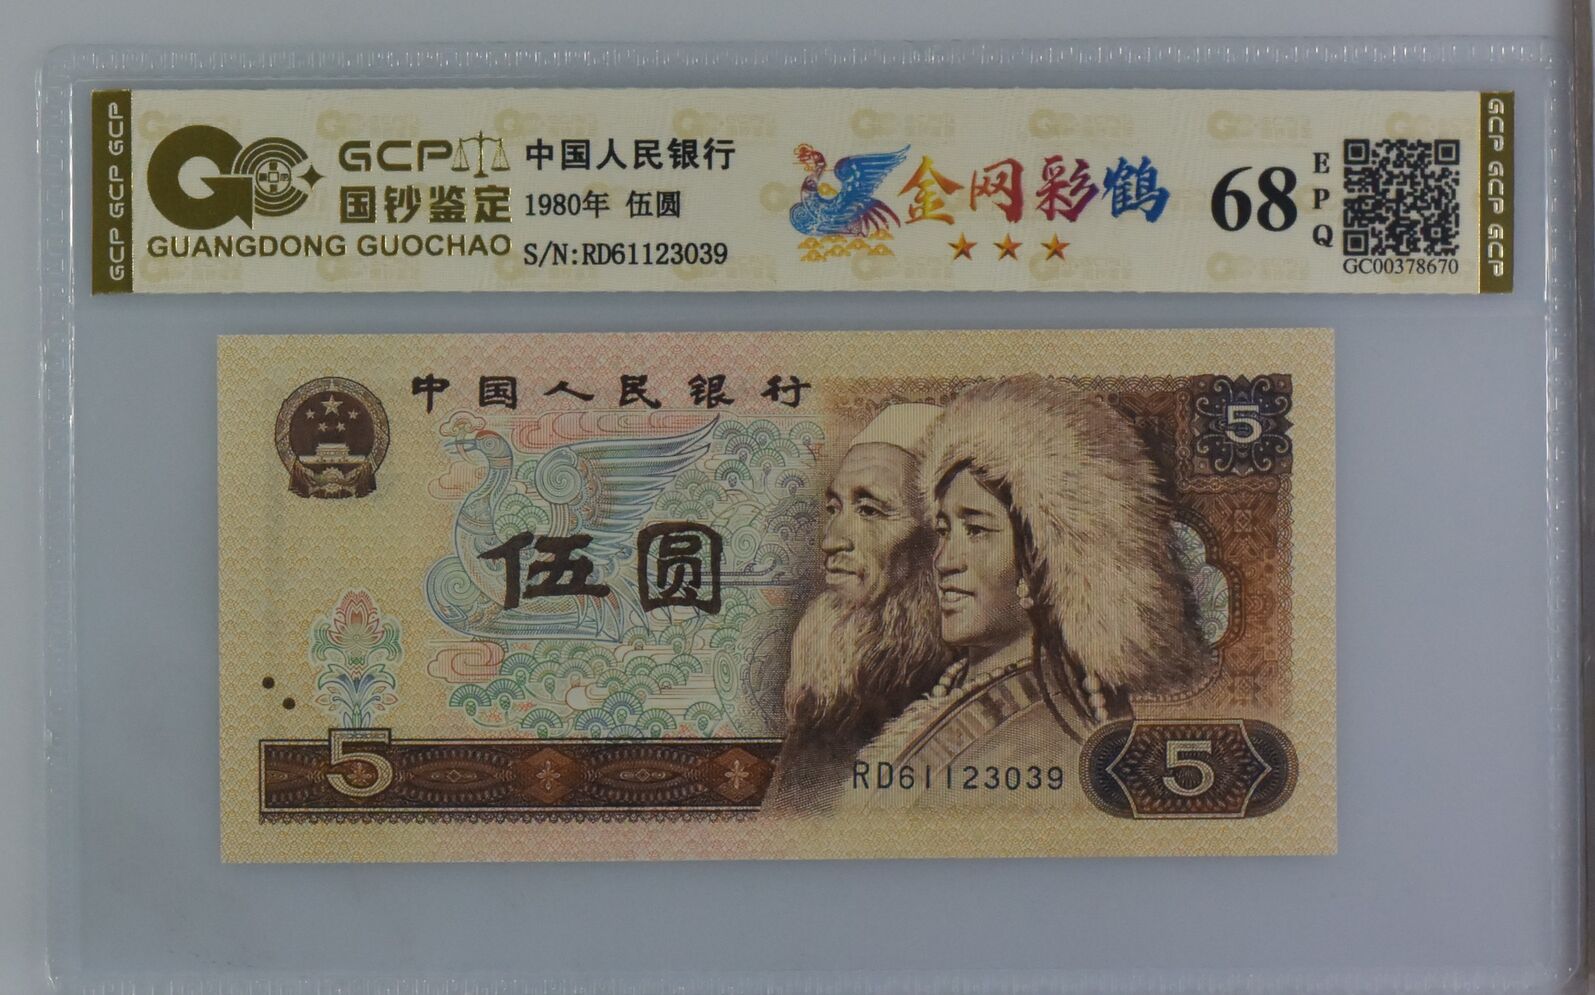 GCP GCP GCP
GCP
国钞鉴定
GUANGDONG GUOCHAO
中国人民银行
1980年 伍圆
S/N:RD61123039
金网彩鹤
68
EPQ
GC00378670
GCP GCP GCP
中国人民银行
5
伍圆
5
RD61123039
5